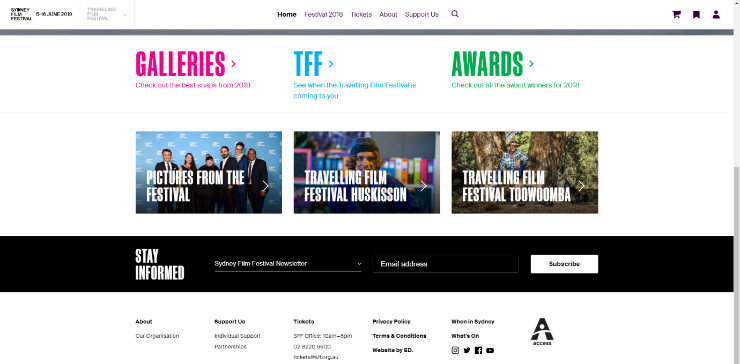 SYDNEY
FILM
FESTIVAL
5-16 JUNE 2019
TRAVELLING
FILM
FESTIVAL
Home Festival 2018 Tickets About Support Us
GALLERIES
Check out the best snaps from 2018
TFF
See when the Travelling Film Festival is
coming to you
AWARDS
Check out all the award winners for 2018
PICTURES FROM THE
FESTIVAL
TRAVELLING FILM
FESTIVAL HUSKISSON
TRAVELLING FILM
FESTIVAL TOOWOOMBA
STAY
INFORMED
Sydney Film Festival Newsletter
Email address
Subscribe
About
Our Organisation
Support Us
Individual Support
Partnerships
Tickets
SFF Office: 10am–5pm
02 8220 6600
tickets@sff.org.au
Privacy Policy
Terms & Conditions
Website by ED.
When in Sydney
What's On
access